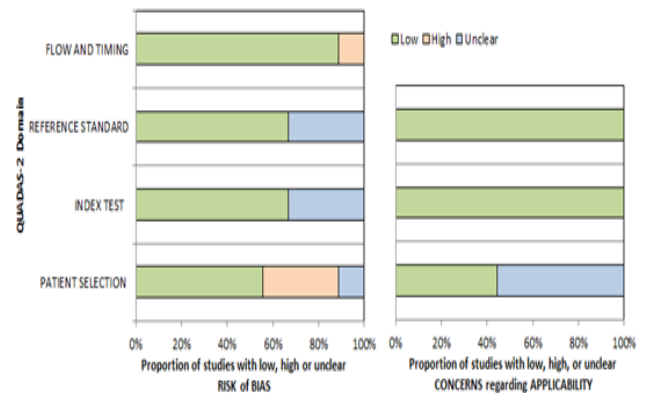 Low High Unclear
QUADAS-2 Domain
FLOW AND TIMING
REFERENCE STANDARD
INDEX TEST
PATIENT SELECTION
0% 20% 40% 60% 80% 100%
Proportion of studies with low, high or unclear
RISK of BIAS
0% 20% 40% 60% 80% 100%
Proportion of studies with low, high, or unclear
CONCERNS regarding APPLICABILITY